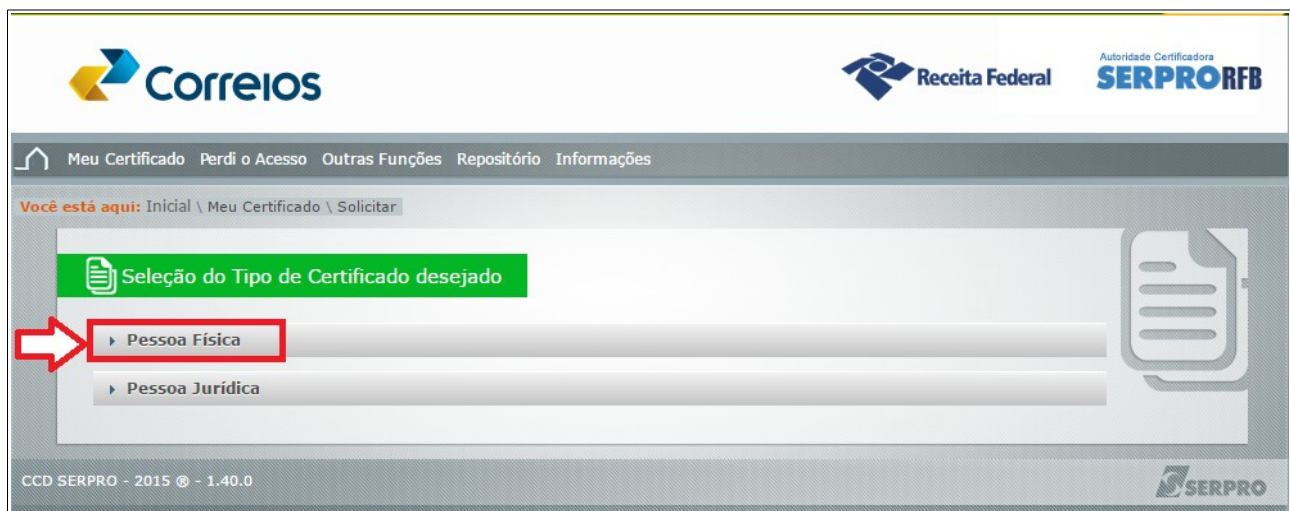 Correios
Receita Federal
Autoridade Certificadora
SERPRORFB
Meu Certificado Perdi o Acesso Outras Funções Repositório Informações
Você está aqui: Inicial \ Meu Certificado \ Solicitar
Seleção do Tipo de Certificado desejado
Pessoa Física
Pessoa Jurídica
CCD SERPRO - 2015 ® - 1.40.0
SERPRO